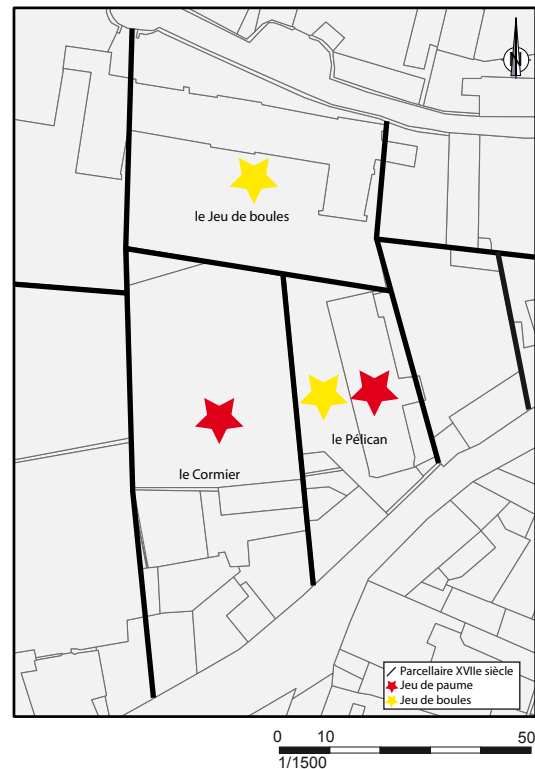 N
le Jeu de boules
le Pélican
le Cormier
Parcellaire XVIIe siècle
Jeu de paume
Jeu de boules
0 10 50
1/1500